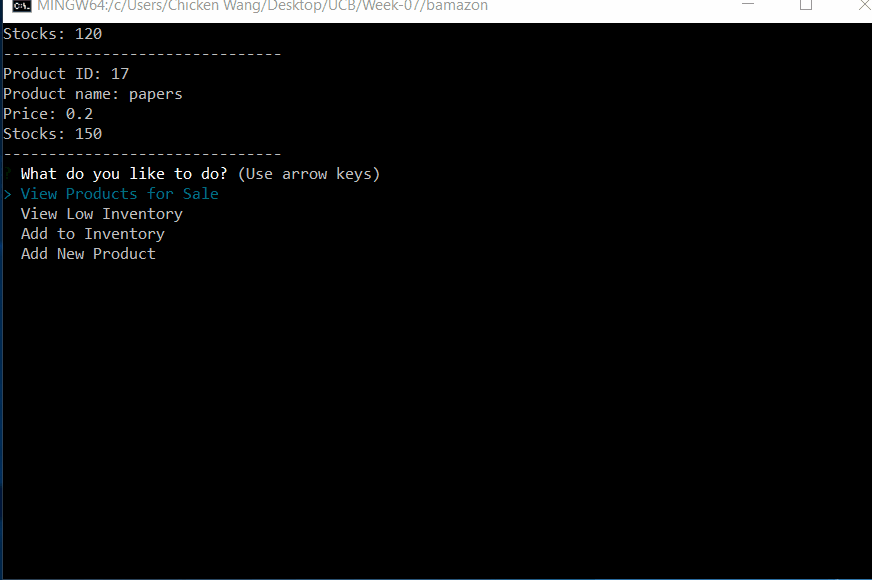 MINGW64:/c/Users/Chicken Wang/Desktop/UCB/Week-07/bamazon
Stocks: 120
-------------------------------
Product ID: 17
Product name: papers
Price: 0.2
Stocks: 150
-------------------------------
? What do you like to do? (Use arrow keys)
> View Products for Sale
  View Low Inventory
  Add to Inventory
  Add New Product